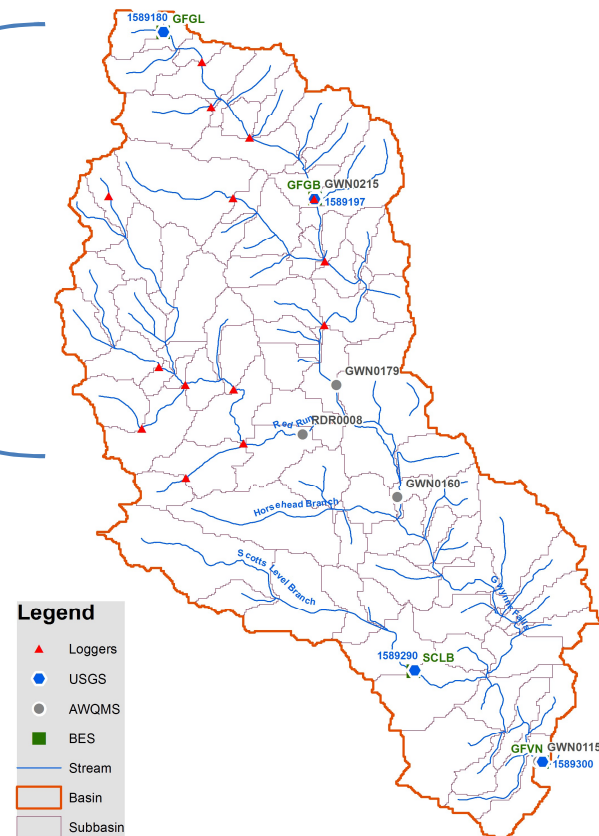 1589180 GFGL
GFGB GWN0215
1589197
GWN0179
RDR0008
Red Run
GWN0160
Horsehead Branch
Scotts Level Branch
Gwynns Falls
1589290 SCLB
GFVN GWN0115
1589300
Legend
Loggers
USGS
AWQMS
BES
Stream
Basin
Subbasin